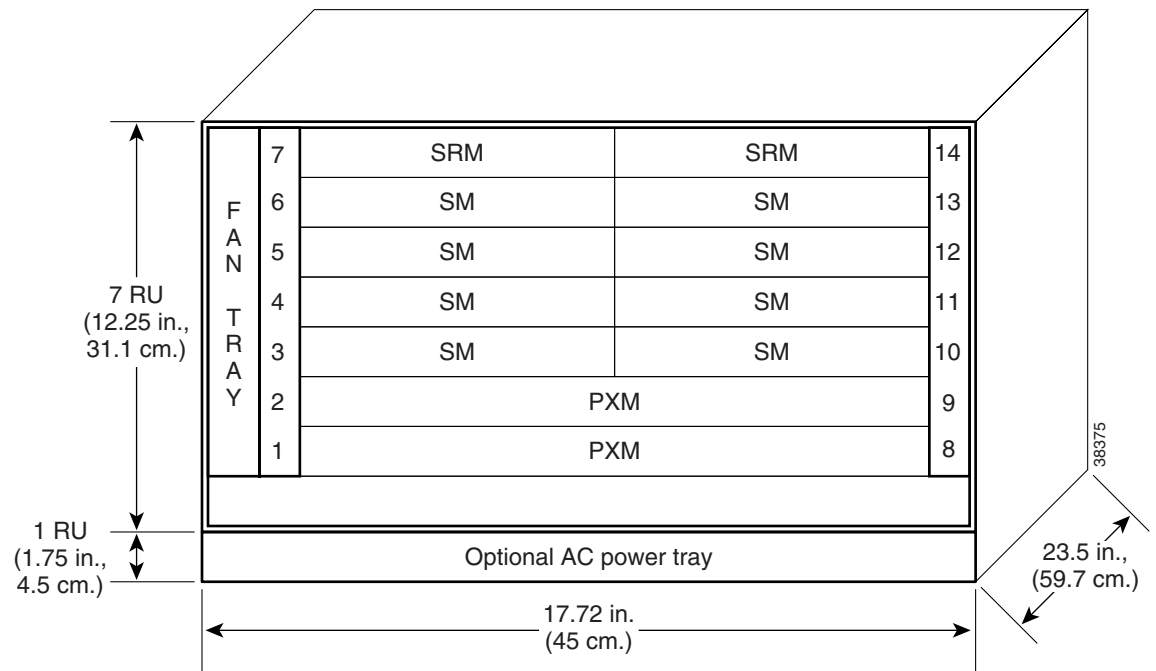 7 SRM SRM 14
6 SM SM 13
5 SM SM 12
4 SM SM 11
3 SM SM 10
2 PXM 9
1 PXM 8
FAN TRAY
7 RU
(12.25 in.,
31.1 cm.)
1 RU
(1.75 in.,
4.5 cm.)
Optional AC power tray
17.72 in.
(45 cm.)
23.5 in.,
(59.7 cm.)
38375